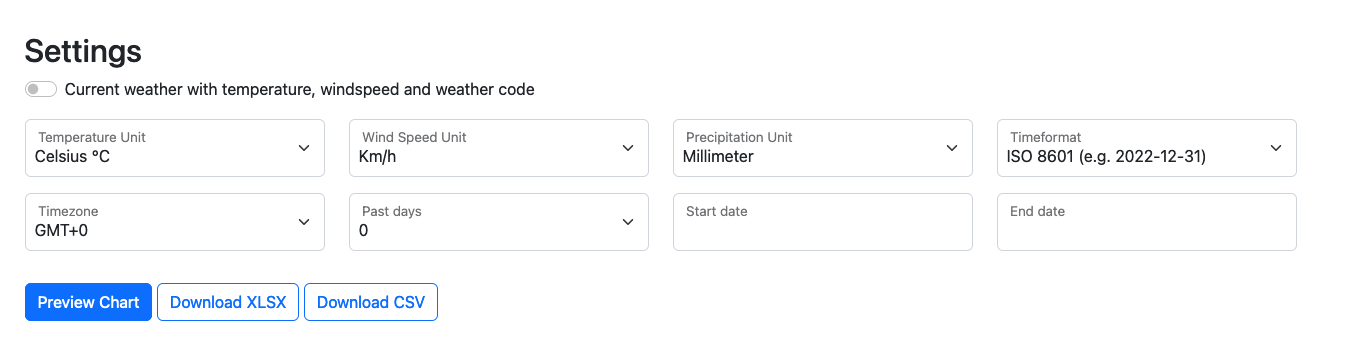 Settings
Current weather with temperature, windspeed and weather code
Temperature Unit
Celsius °C
Wind Speed Unit
Km/h
Precipitation Unit
Millimeter
Timeformat
ISO 8601 (e.g. 2022-12-31)
Timezone
GMT+0
Past days
0
Start date
End date
Preview Chart
Download XLSX
Download CSV